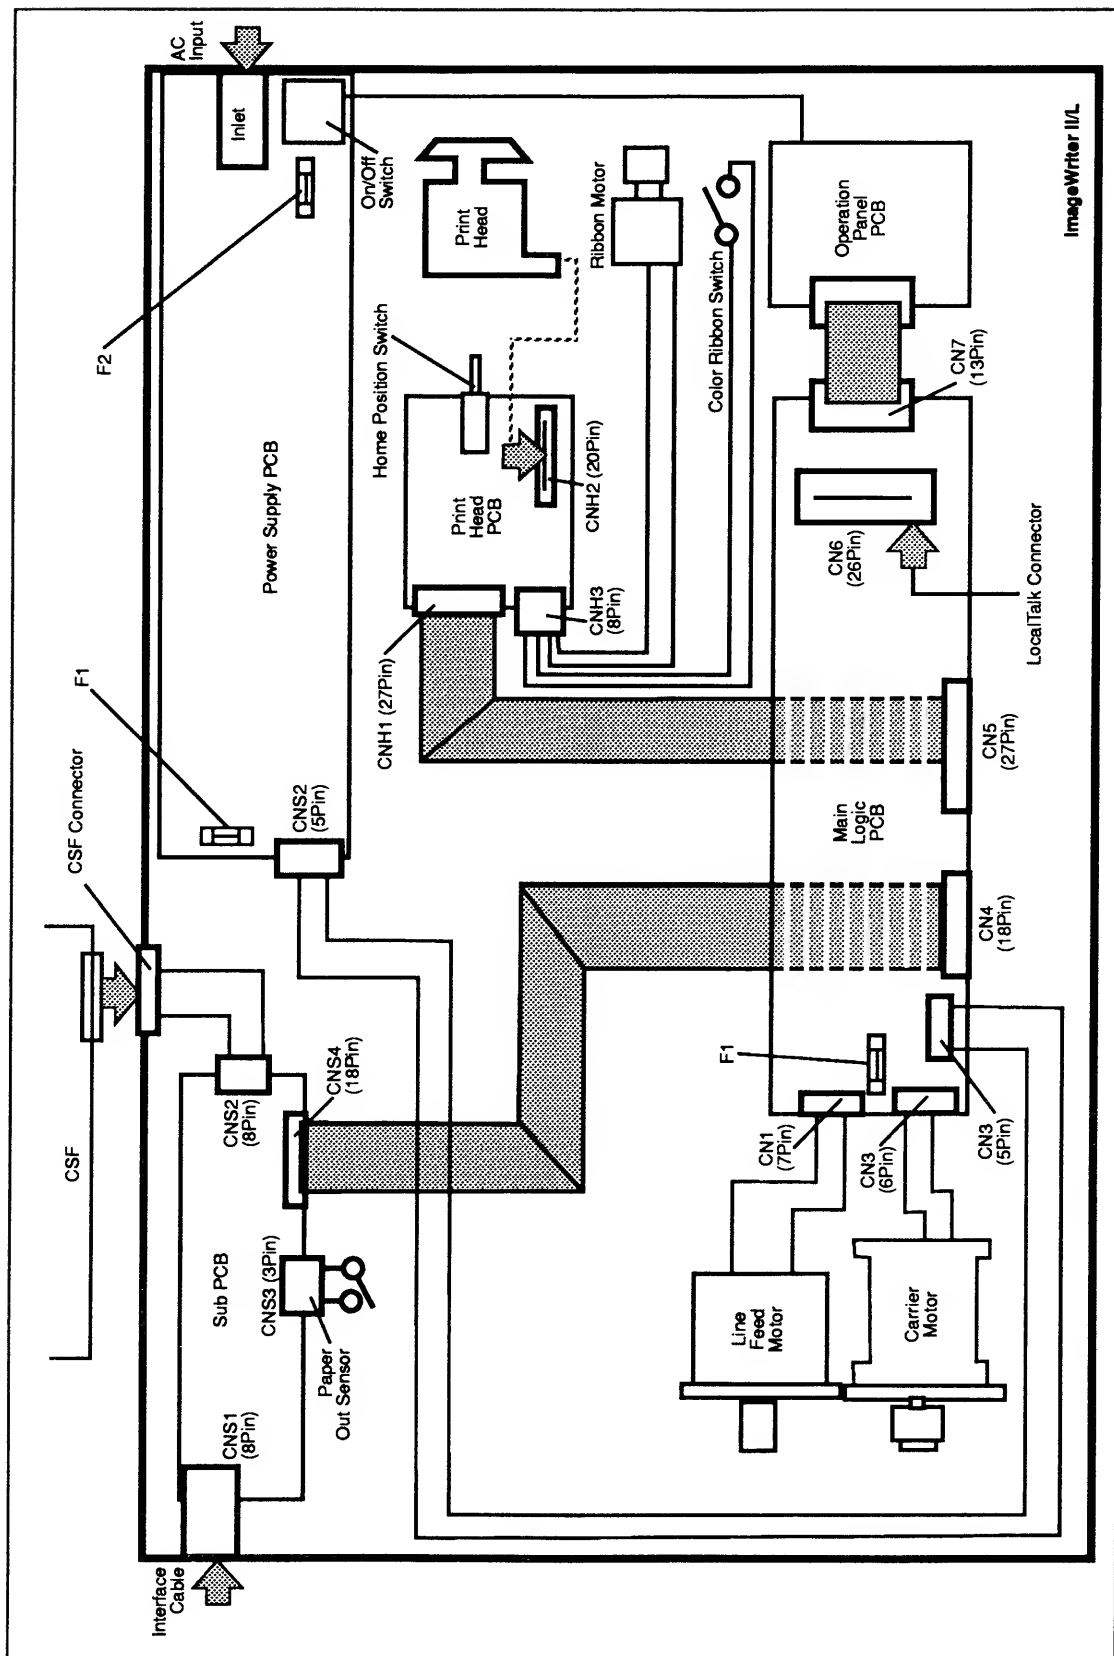 CSF
CSF Connector
F1
F2
AC
Input
Interface
Cable
CNS1
(8Pin)
Sub PCB
CNS2
(8Pin)
CNS3 (3Pin)
Paper
Out Sensor
CNS4
(18Pin)
CNS2
(5Pin)
Power Supply PCB
Inlet
On/Off
Switch
CNH1 (27Pin)
Print
Head
PCB
Home Position Switch
Print
Head
CNH3
(8Pin)
CNH2 (20Pin)
Ribbon Motor
Color Ribbon Switch
Line
Feed
Motor
Carrier
Motor
CN1
(7Pin)
CN3
(6Pin)
CN3
(5Pin)
F1
Main
Logic
PCB
CN4
(18Pin)
CN5
(27Pin)
CN6
(26Pin)
LocalTalk Connector
CN7
(13Pin)
Operation
Panel
PCB
ImageWriter II/L